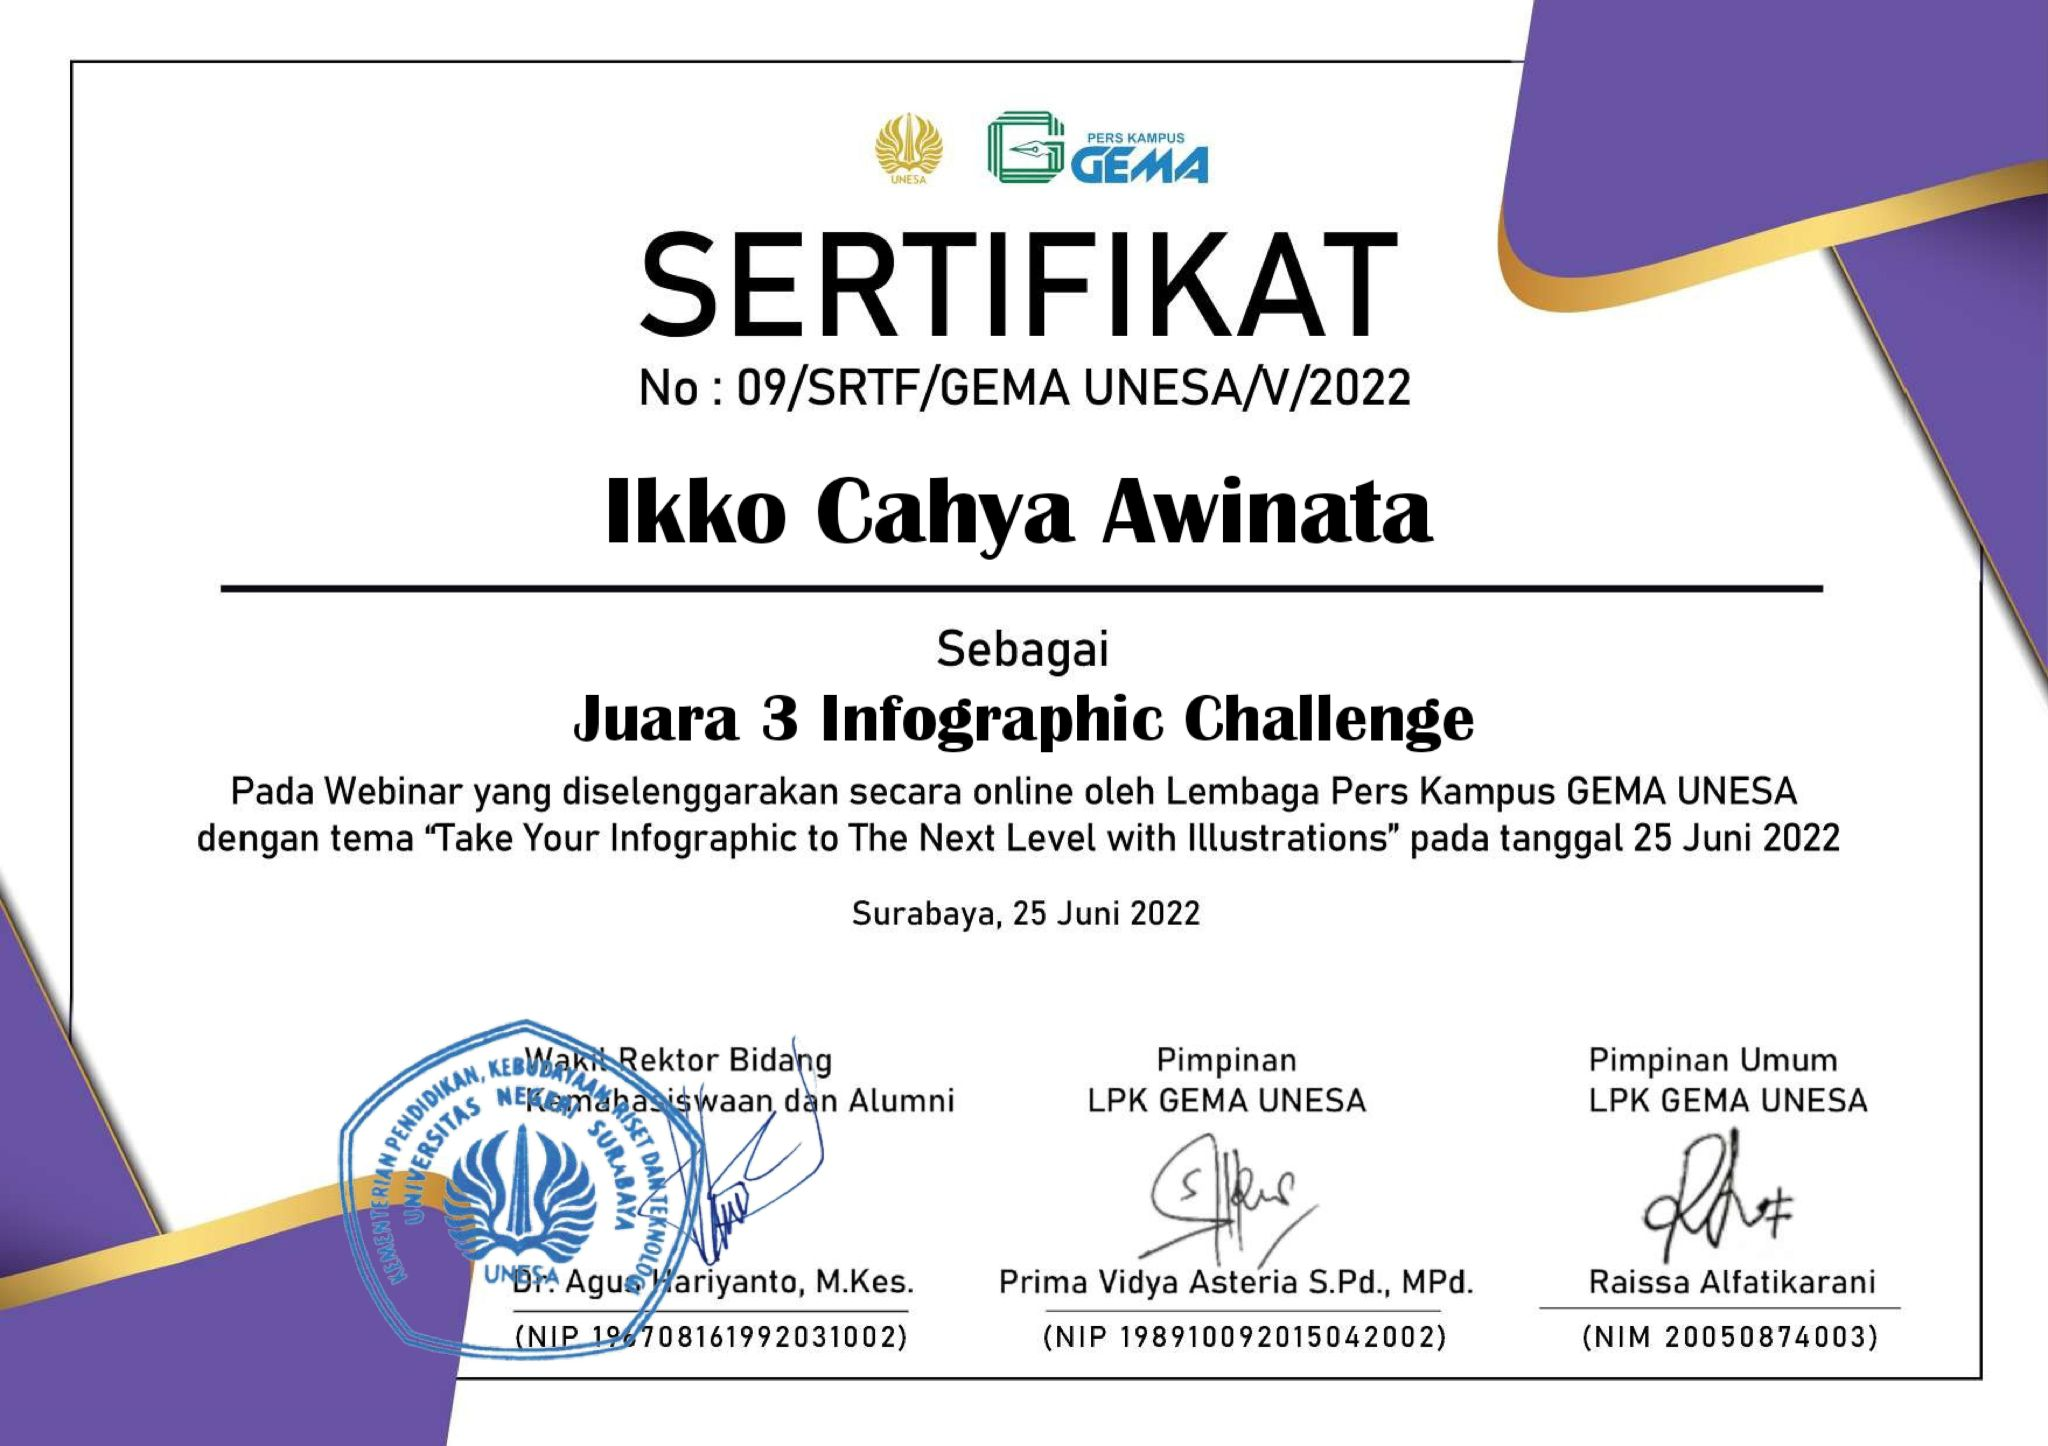 UNESA
PERS KAMPUS
GEMA
SERTIFIKAT
No : 09/SRTF/GEMA UNESA/V/2022
Ikko Cahya Awinata
Sebagai
Juara 3 Infographic Challenge
Pada Webinar yang diselenggarakan secara online oleh Lembaga Pers Kampus GEMA UNESA
dengan tema “Take Your Infographic to The Next Level with Illustrations” pada tanggal 25 Juni 2022
Surabaya, 25 Juni 2022
Wakil Rektor Bidang
Kemahasiswaan dan Alumni
Dr. Agus Hariyanto, M.Kes.
(NIP 196708161992031002)
KEMENTERIAN PENDIDIKAN, KEBUDAYAAN, RISET DAN TEKNOLOGI
UNIVERSITAS NEGERI SURABAYA
UNESA
Pimpinan
LPK GEMA UNESA
Prima Vidya Asteria S.Pd., MPd.
(NIP 198910092015042002)
Pimpinan Umum
LPK GEMA UNESA
Raissa Alfatikarani
(NIM 20050874003)